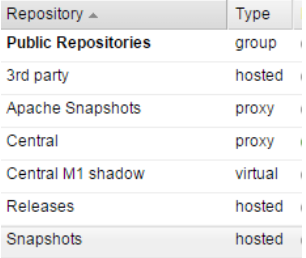 Repository Type
Public Repositories group
3rd party hosted
Apache Snapshots proxy
Central proxy
Central M1 shadow virtual
Releases hosted
Snapshots hosted